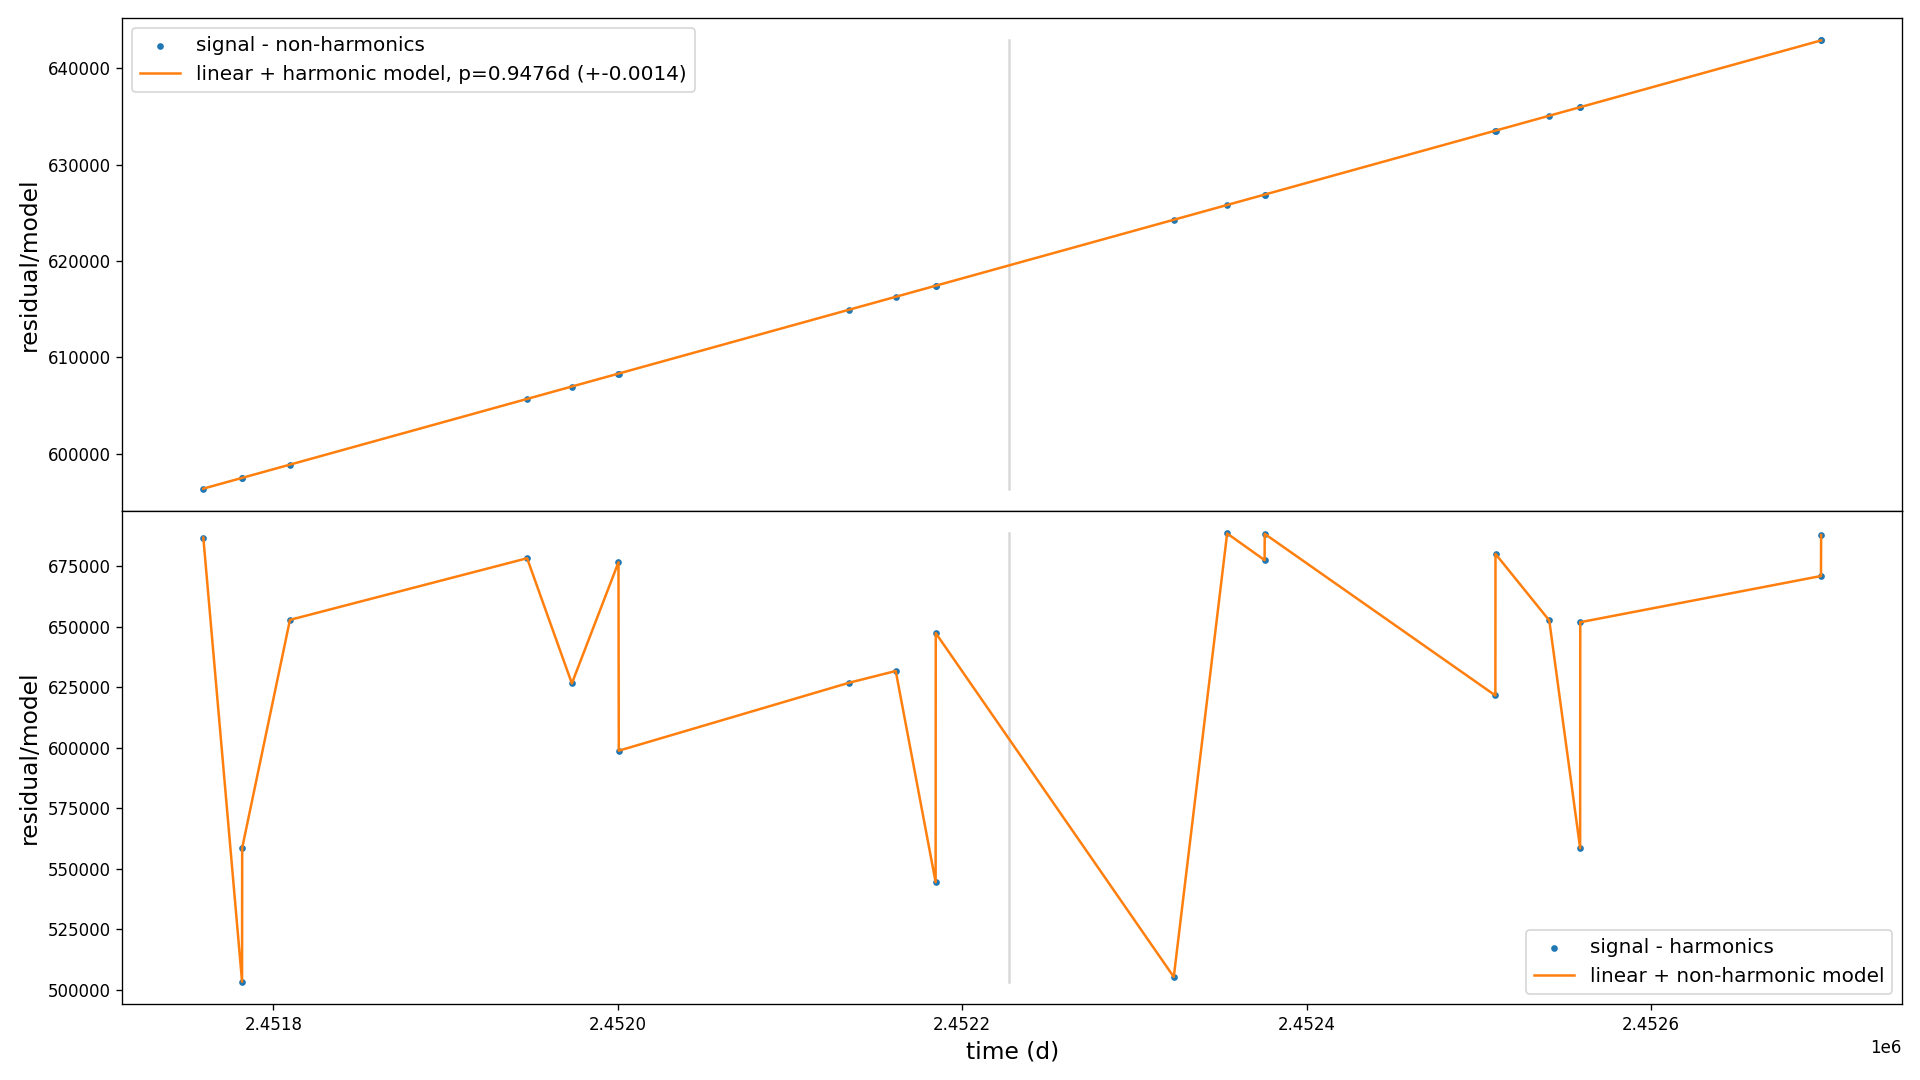 signal - non-harmonics
linear + harmonic model, p=0.9476d (+-0.0014)
640000
630000
620000
610000
600000
residual/model
675000
650000
625000
600000
575000
550000
525000
500000
residual/model
signal - harmonics
linear + non-harmonic model
2.4518
2.4520
2.4522
2.4524
2.4526
1e6
time (d)